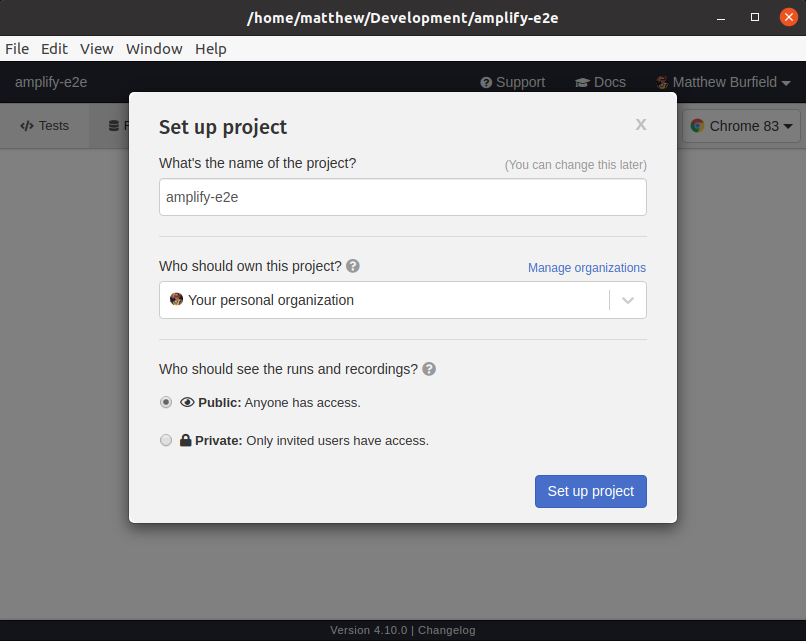 /home/matthew/Development/amplify-e2e
File Edit View Window Help
amplify-e2e Support Docs Matthew Burfield
Tests Chrome 83
Set up project X
What's the name of the project? (You can change this later)
amplify-e2e
Who should own this project? Manage organizations
Your personal organization
Who should see the runs and recordings?
Public: Anyone has access.
Private: Only invited users have access.
Set up project
Version 4.10.0 | Changelog